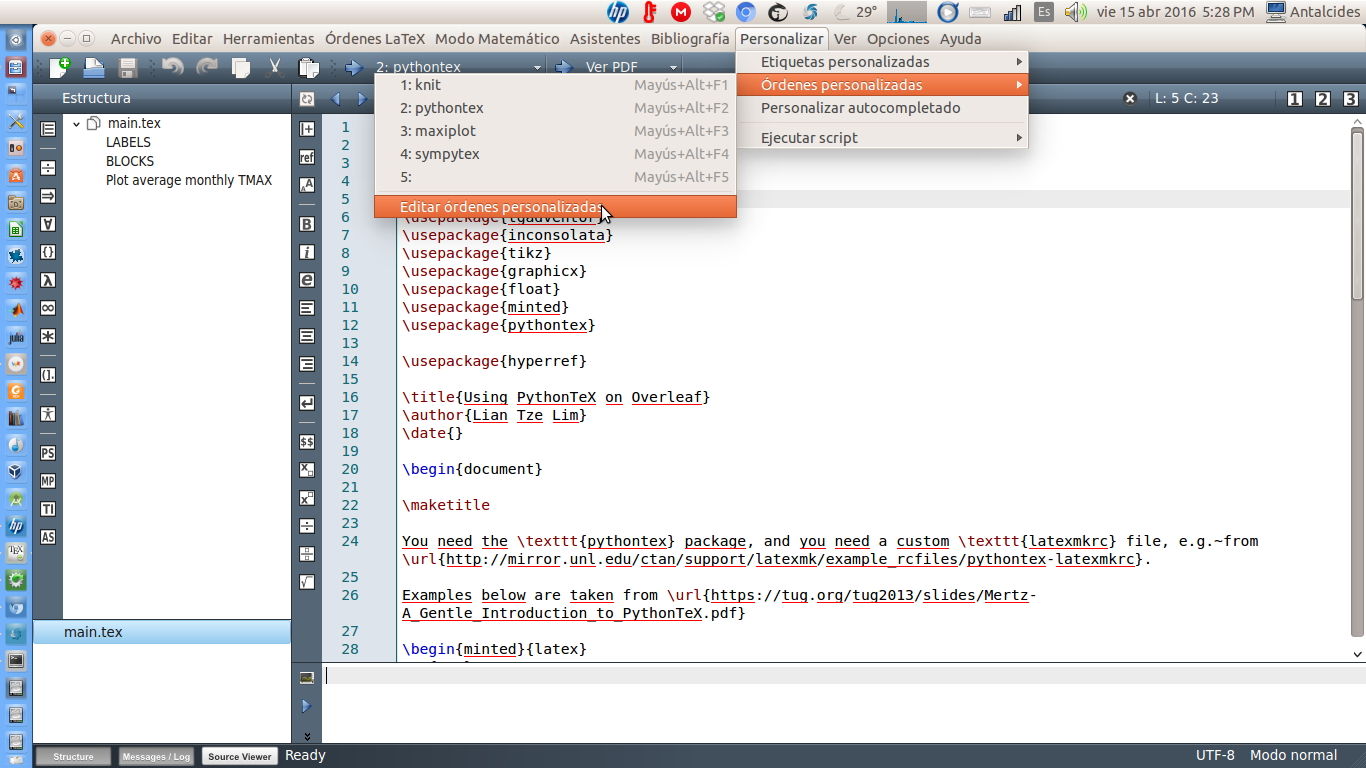 29° Es vie 15 abr 2016 5:28 PM Antalcides
Archivo Editar Herramientas Órdenes LaTeX Modo Matemático Asistentes Bibliografía Personalizar Ver Opciones Ayuda
2: pythontex Ver PDF
Etiquetas personalizadas
Órdenes personalizadas
Personalizar autocompletado
Ejecutar script
1: knit Mayús+Alt+F1
2: pythontex Mayús+Alt+F2
3: maxiplot Mayús+Alt+F3
4: sympytex Mayús+Alt+F4
5: Mayús+Alt+F5
Editar órdenes personalizadas
Estructura
L: 5 C: 23
1 2 3
main.tex
LABELS
BLOCKS
Plot average monthly TMAX
1
2
3
4
5
6 \usepackage{tgadventor}
7 \usepackage{inconsolata}
8 \usepackage{tikz}
9 \usepackage{graphicx}
10 \usepackage{float}
11 \usepackage{minted}
12 \usepackage{pythontex}
13
14 \usepackage{hyperref}
15
16 \title{Using PythonTeX on Overleaf}
17 \author{Lian Tze Lim}
18 \date{}
19
20 \begin{document}
21
22 \maketitle
23
24 You need the \texttt{pythontex} package, and you need a custom \texttt{latexmkrc} file, e.g.~from
\url{http://mirror.unl.edu/ctan/support/latexmk/example_rcfiles/pythontex-latexmkrc}.
25
26 Examples below are taken from \url{https://tug.org/tug2013/slides/Mertz-
A_Gentle_Introduction_to_PythonTeX.pdf}
27
28 \begin{minted}{latex}
main.tex
Structure Messages / Log Source Viewer Ready UTF-8 Modo normal
hp
julia
ref
PS
MP
TI
AS